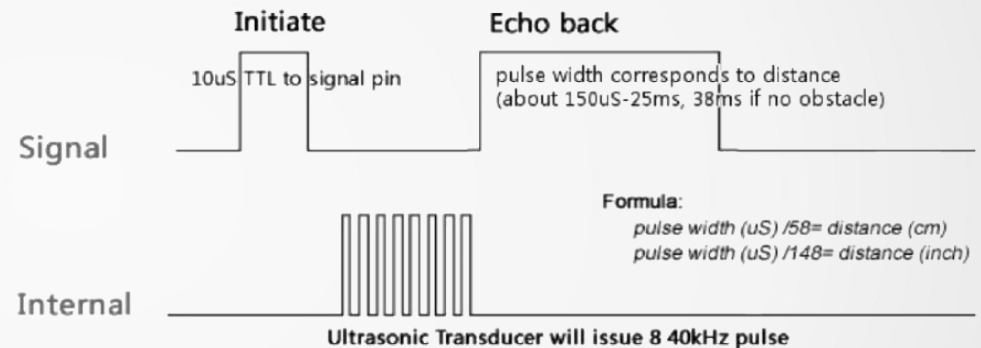 Initiate
Echo back
10uS TTL to signal pin
pulse width corresponds to distance
(about 150uS-25ms, 38ms if no obstacle)
Signal
Formula:
pulse width (uS) /58= distance (cm)
pulse width (uS) /148= distance (inch)
Internal
Ultrasonic Transducer will issue 8 40kHz pulse